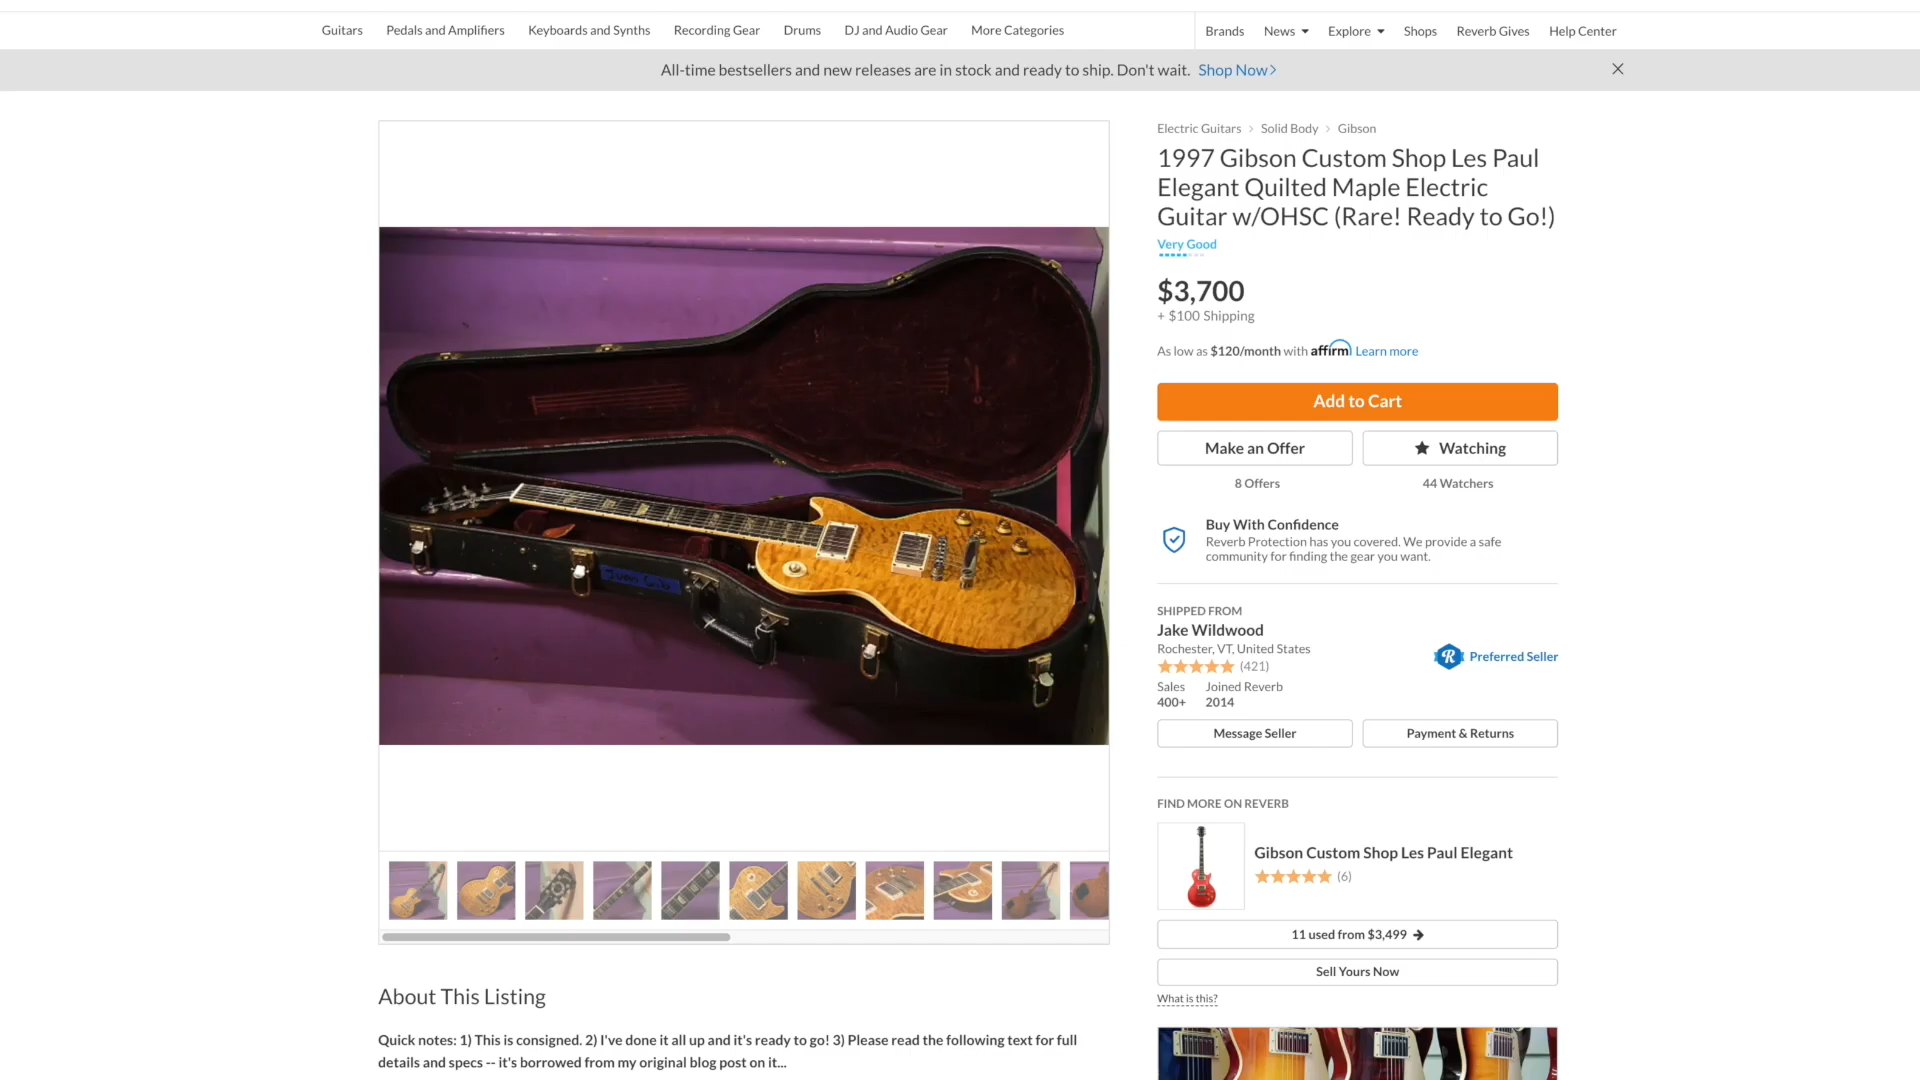 Guitars
Pedals and Amplifiers
Keyboards and Synths
Recording Gear
Drums
DJ and Audio Gear
More Categories
Brands
News
Explore
Shops
Reverb Gives
Help Center
All-time bestsellers and new releases are in stock and ready to ship. Don't wait. Shop Now
Electric Guitars
Solid Body
Gibson
1997 Gibson Custom Shop Les Paul
Elegant Quilted Maple Electric
Guitar w/OHSC (Rare! Ready to Go!)
Very Good
$3,700
+ $100 Shipping
As low as $120/month with affirm Learn more
Add to Cart
Make an Offer
Watching
8 Offers
44 Watchers
Buy With Confidence
Reverb Protection has you covered. We provide a safe
community for finding the gear you want.
SHIPPED FROM
Jake Wildwood
Rochester, VT, United States
(421)
R Preferred Seller
Sales
Joined Reverb
400+
2014
Message Seller
Payment & Returns
FIND MORE ON REVERB
Gibson Custom Shop Les Paul Elegant
(6)
11 used from $3,499
Sell Yours Now
What is this?
About This Listing
Quick notes: 1) This is consigned. 2) I've done it all up and it's ready to go! 3) Please read the following text for full
details and specs -- it's borrowed from my original blog post on it...